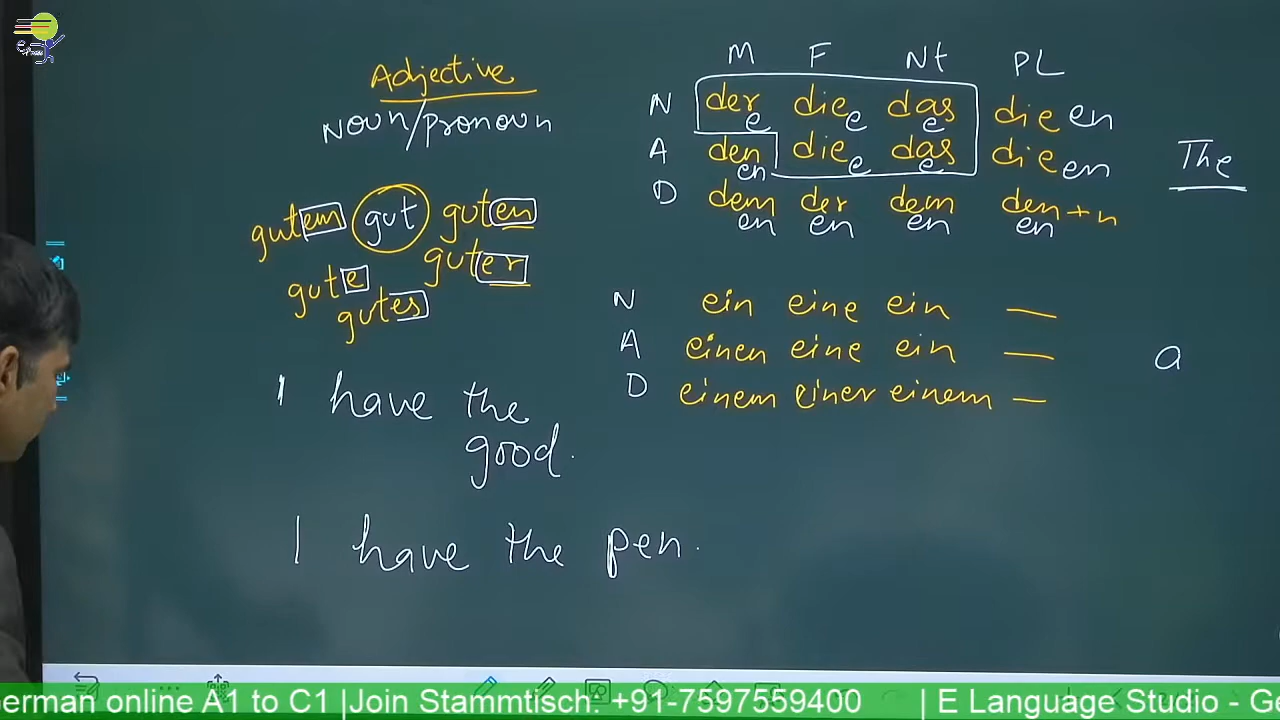 Adjective
Noun/pronoun
gutem gut guten
guter
gute
gutes
I have the
good.
I have the pen.
M F Nt PL
N der e die e das e die en
A den en die e das e die en
D dem en der en dem en den + n en
The
N ein eine ein —
A einen eine ein —
D einem einer einem —
a
erman online A1 to C1 |Join Stammtisch: +91-7597559400 | E Language Studio - Ge